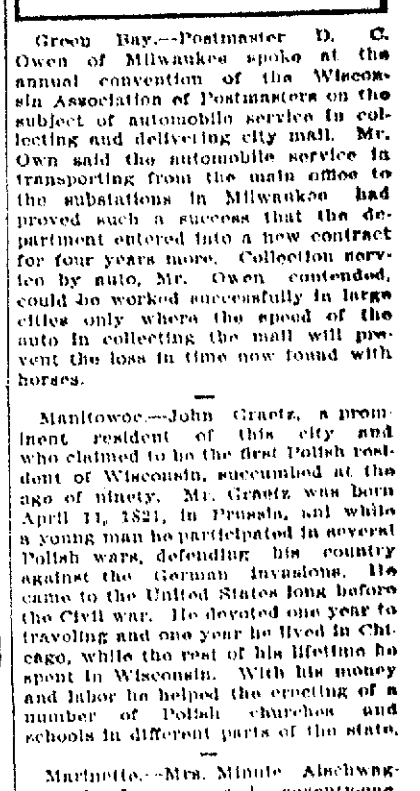 Green Bay.--Postmaster D. C.
Owen of Milwaukee spoke at the
annual convention of the Wiscon-
sin Association of Postmasters on the
subject of automobile service in col-
lecting and delivering city mail. Mr.
Own said the automobile service in
transporting from the main office to
the substations in Milwaukee had
proved such a success that the de-
partment entered into a new contract
for four years more. Collection serv-
ice by auto, Mr. Owen contended,
could be worked successfully in large
cities only where the speed of the
auto in collecting the mail will pre-
vent the loss in time now found with
horses.
Manitowoc.--John Graetz, a prom-
inent resident of this city and
who claimed to be the first Polish resi-
dent of Wisconsin, succumbed at the
age of ninety. Mr. Graetz was born
April 11, 1821, in Prussia, and while
a young man he participated in several
Polish wars, defending his country
against the German invasions. He
came to the United States long before
the Civil war. He devoted one year to
traveling and one year he lived in Chi-
cago, while the rest of his lifetime he
spent in Wisconsin. With his money
and labor he helped the erecting of a
number of Polish churches and
schools in different parts of the state.
Marinette.--Mrs. Minnie